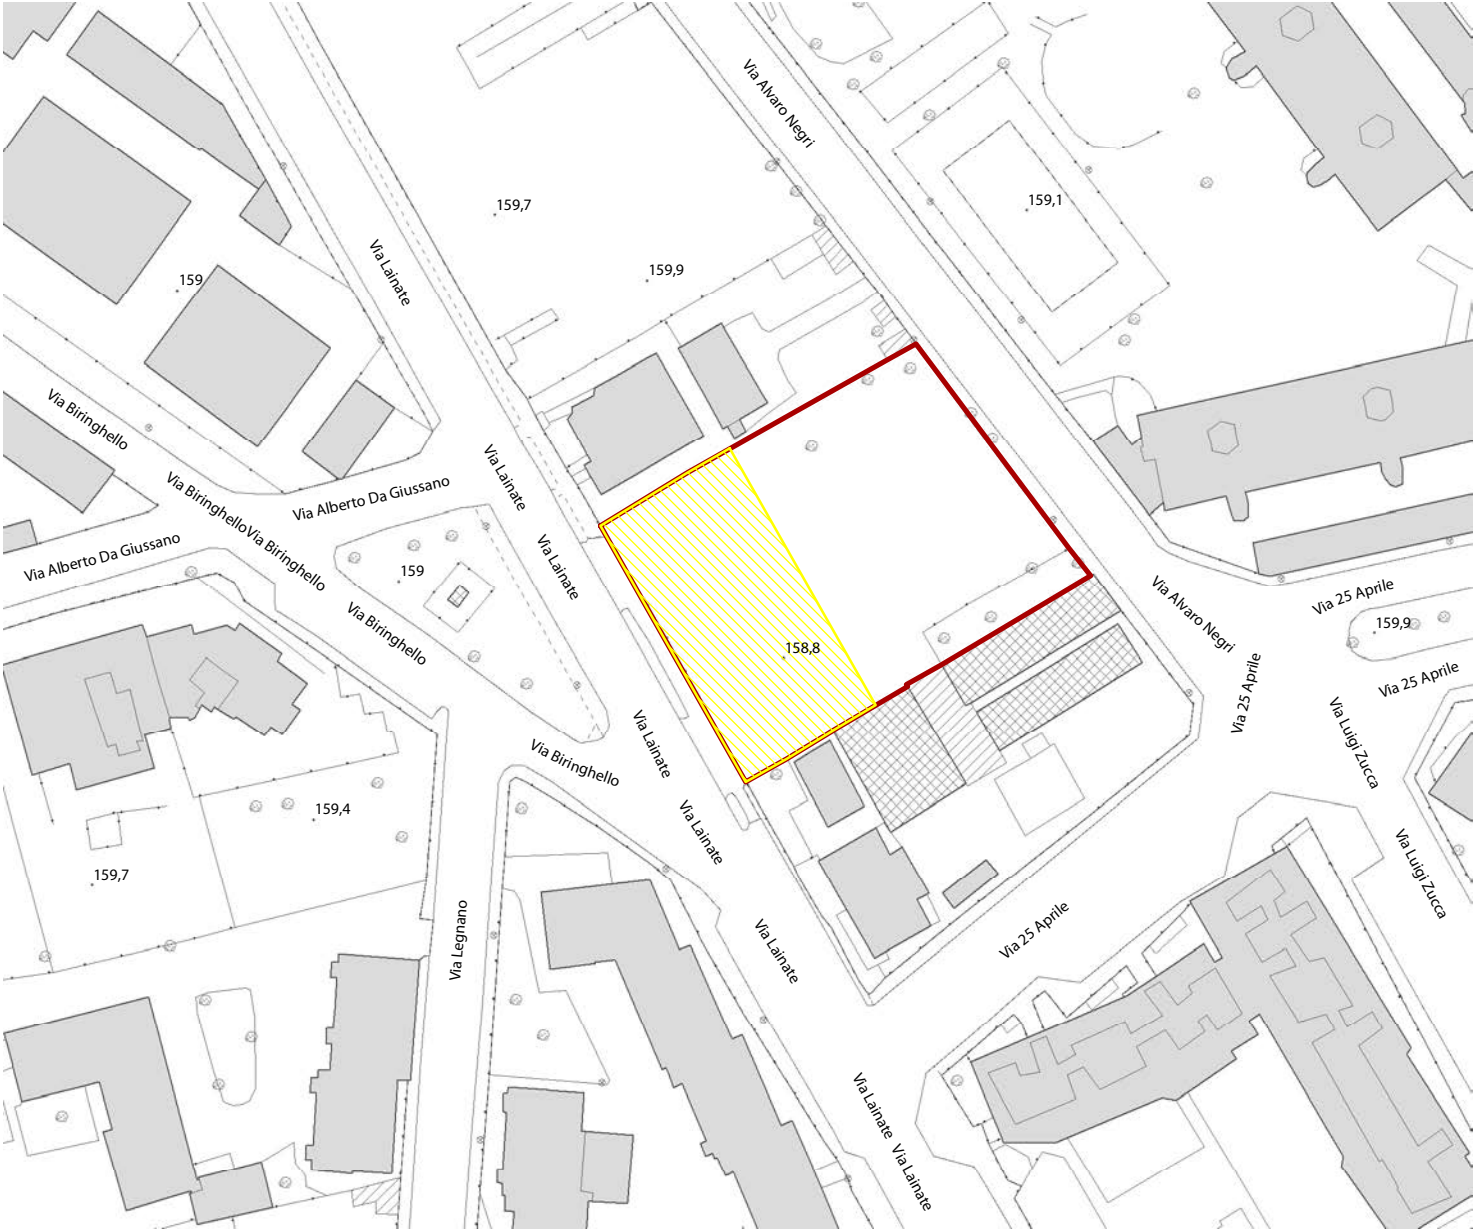 Via Alvaro Negri
159,7
159,1
Via Lainate
159,9
159
Via Biringhello
Via Lainate
Via Alberto Da Giussano
Via Biringhello
Via Biringhello
Via Alberto Da Giussano
Via Lainate
159
Via Biringhello
Via Alvaro Negri
Via 25 Aprile
159,9
158,8
Via 25 Aprile
Via 25 Aprile
Via Lainate
Via Biringhello
Via Luigi Zucca
159,4
Via Lainate
159,7
Via Luigi Zucca
Via Legnano
Via Lainate
Via 25 Aprile
Via Lainate
Via Lainate